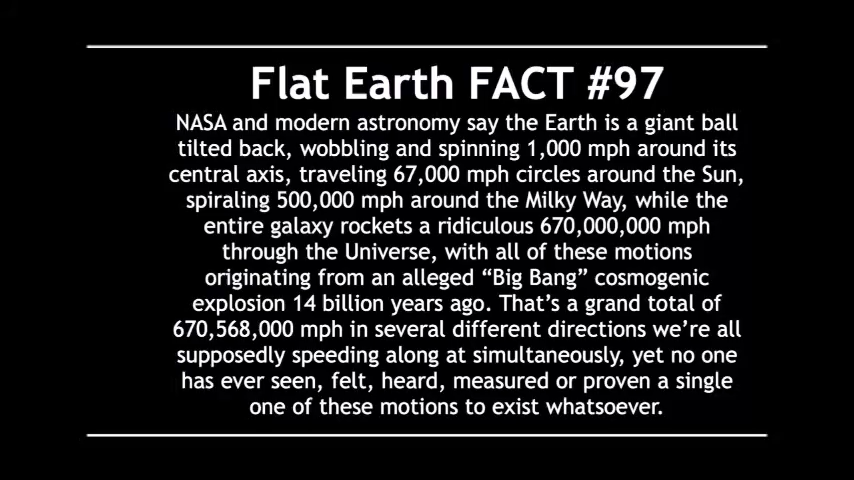 Flat Earth FACT #97
NASA and modern astronomy say the Earth is a giant ball
tilted back, wobbling and spinning 1,000 mph around its
central axis, traveling 67,000 mph circles around the Sun,
spiraling 500,000 mph around the Milky Way, while the
entire galaxy rockets a ridiculous 670,000,000 mph
through the Universe, with all of these motions
originating from an alleged “Big Bang” cosmogenic
explosion 14 billion years ago. That’s a grand total of
670,568,000 mph in several different directions we’re all
supposedly speeding along at simultaneously, yet no one
has ever seen, felt, heard, measured or proven a single
one of these motions to exist whatsoever.